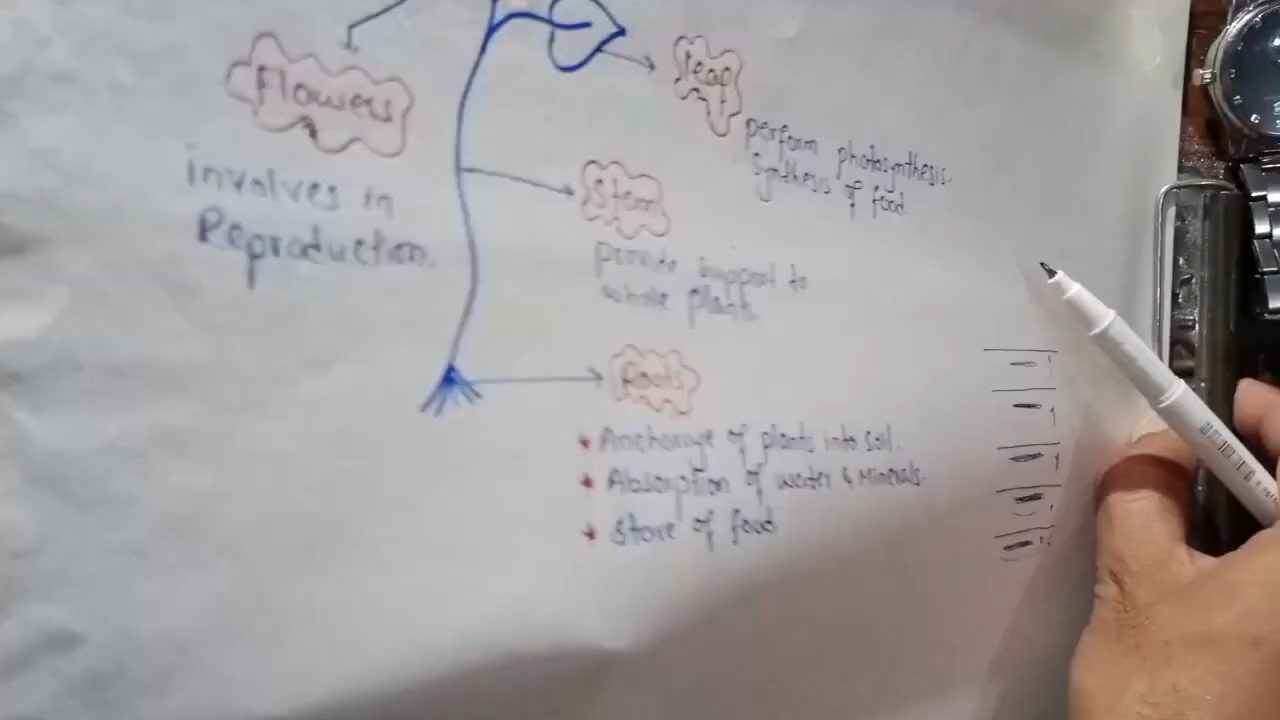 Flowers
involves in
Reproduction.
leaf
perform photosynthesis.
Synthesis of food
Stem
provide support to
whole plants
Roots
* Anchorage of plants into soil.
* Absorption of water & Minerals.
* Store of food